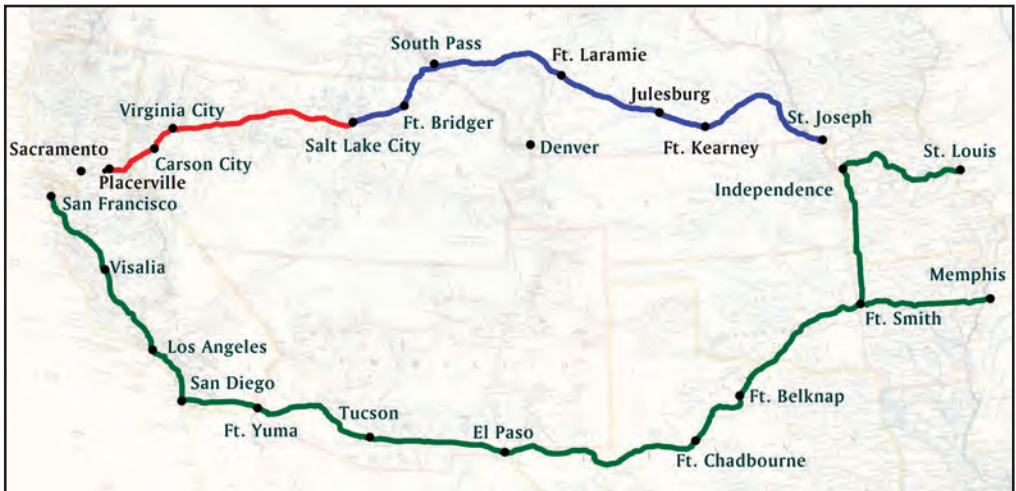 South Pass
Ft. Laramie
Virginia City
Julesburg
St. Joseph
Ft. Bridger
Sacramento
Carson City
Salt Lake City
Denver
Ft. Kearney
St. Louis
Placerville
Independence
San Francisco
Visalia
Memphis
Ft. Smith
Los Angeles
San Diego
Ft. Belknap
Tucson
Ft. Yuma
El Paso
Ft. Chadbourne